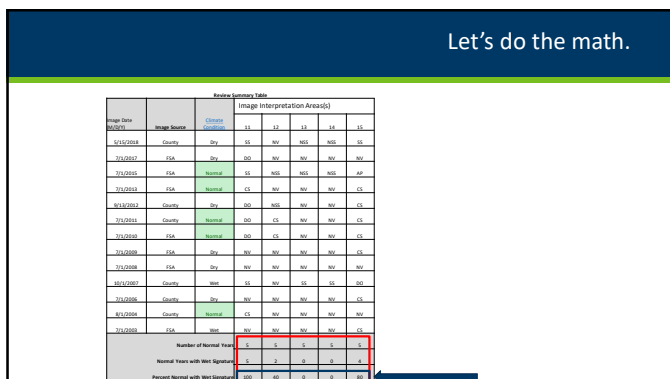 Let's do the math.
Review Summary Table
Image Interpretation Areas(s)
Image Date (M/D/Y) Image Source Climate Condition 11 12 13 14 15
5/15/2018 County Dry SS NV NSS NSS SS
7/1/2017 FSA Dry DO NV NV NV NV
7/1/2015 FSA Normal SS NSS NSS NSS AP
7/1/2013 FSA Normal CS NV NV NV CS
9/13/2012 County Dry DO NSS NV NV CS
7/1/2011 County Normal DO CS NV NV CS
7/1/2010 FSA Normal DO CS NV NV CS
7/1/2009 FSA Dry NV NV NV NV CS
7/1/2008 FSA Dry NV NV NV NV NV
10/1/2007 County Wet SS NV SS SS DO
7/1/2006 County Dry NV NV NV NV CS
8/1/2004 County Normal CS NV NV NV CS
7/1/2003 FSA Wet NV NV NV NV CS
Number of Normal Years 5 5 5 5 5
Normal Years with Wet Signature 5 2 0 0 4
Percent Normal with Wet Signature 100 40 0 0 80